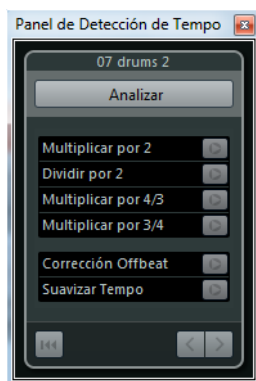 Panel de Detección de Tempo
07 drums 2
Analizar
Multiplicar por 2
Dividir por 2
Multiplicar por 4/3
Multiplicar por 3/4
Corrección Offbeat
Suavizar Tempo